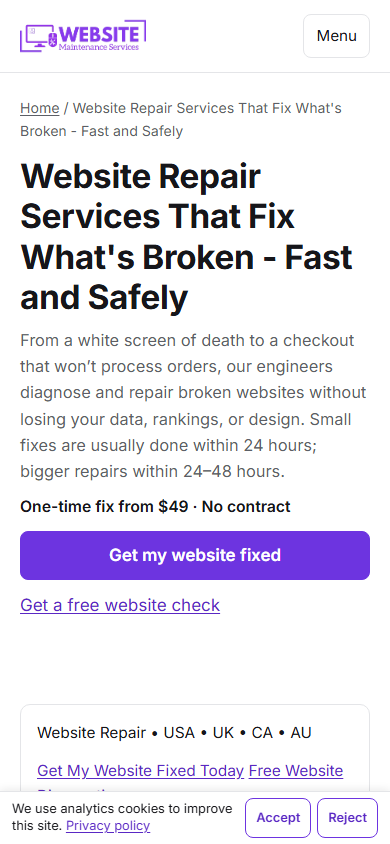 WEBSITE
Maintenance Services
Menu
Home / Website Repair Services That Fix What's
Broken - Fast and Safely
Website Repair
Services That Fix
What's Broken - Fast
and Safely
From a white screen of death to a checkout
that won’t process orders, our engineers
diagnose and repair broken websites without
losing your data, rankings, or design. Small
fixes are usually done within 24 hours;
bigger repairs within 24–48 hours.
One-time fix from $49 · No contract
Get my website fixed
Get a free website check
Website Repair • USA • UK • CA • AU
Get My Website Fixed Today Free Website
We use analytics cookies to improve
this site. Privacy policy
Accept
Reject